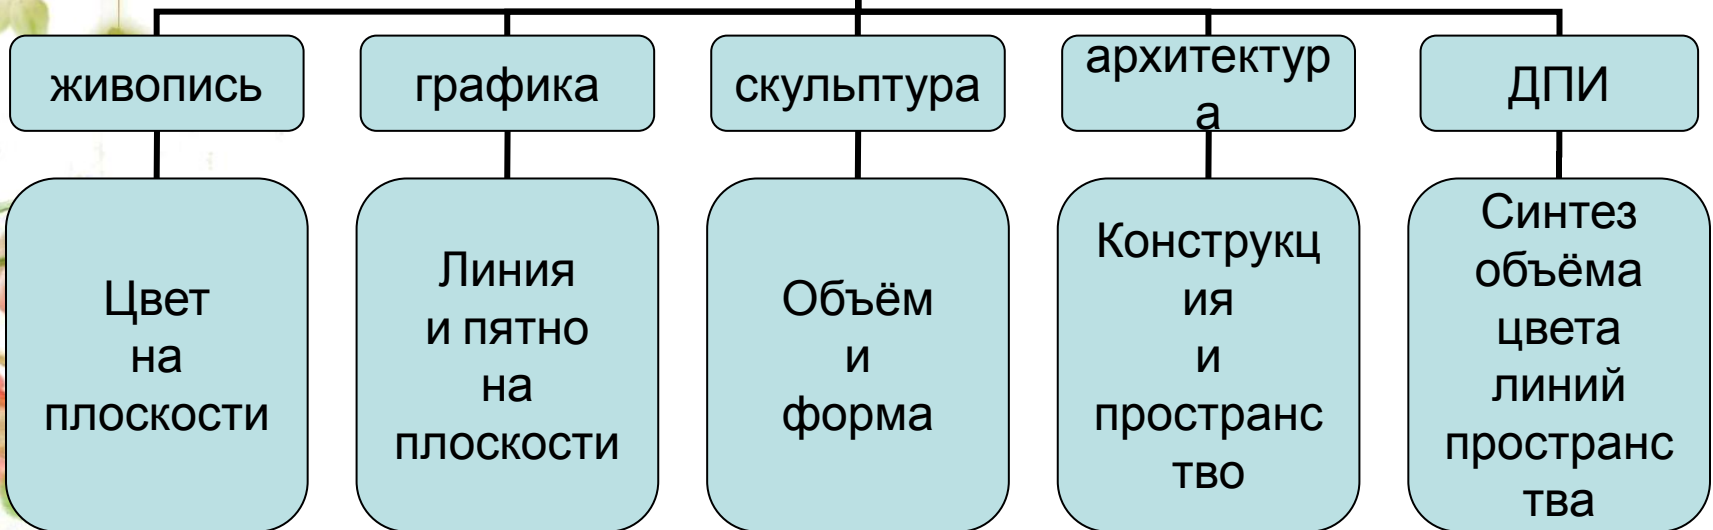 живопись
графика
скульптура
архитектур
а
ДПИ
Цвет
на
плоскости
Линия
и пятно
на
плоскости
Объём
и
форма
Конструкц
ия
и
пространс
тво
Синтез
объёма
цвета
линий
пространс
тва